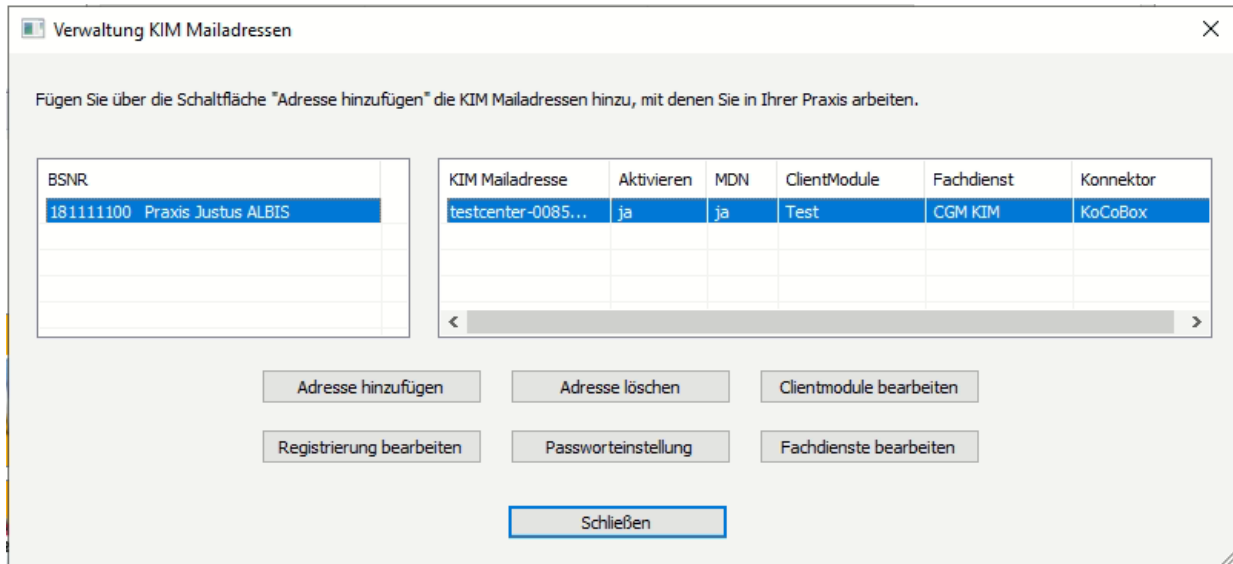 Verwaltung KIM Mailadressen
Fügen Sie über die Schaltfläche "Adresse hinzufügen" die KIM Mailadressen hinzu, mit denen Sie in Ihrer Praxis arbeiten.
BSNR
181111100 Praxis Justus ALBIS
KIM Mailadresse Aktivieren MDN ClientModule Fachdienst Konnektor
testcenter-0085... ja ja Test CGM KIM KoCoBox
Adresse hinzufügen Adresse löschen Clientmodule bearbeiten
Registrierung bearbeiten Passworteinstellung Fachdienste bearbeiten
Schließen